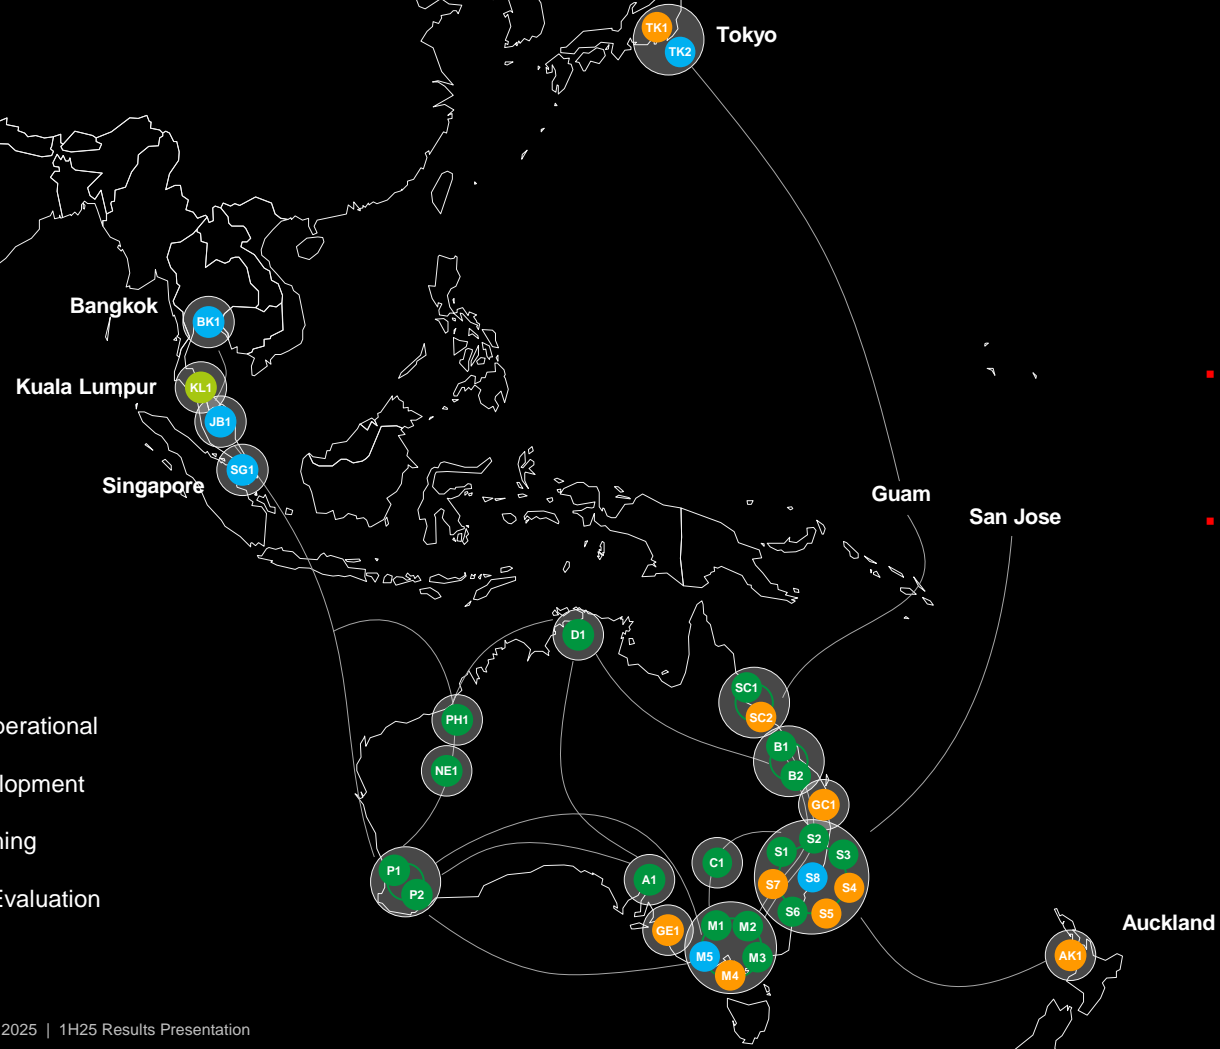 TK1
Tokyo
TK2
Bangkok
BK1
Kuala Lumpur
KL1
JB1
SG1
Singapore
Guam
San Jose
D1
SC1
PH1
SC2
perational
B1
NE1
B2
lopment
GC1
S2
ning
S1
S3
C1
P1
A1
S8
S7
S4
P2
Evaluation
S6
S5
Auckland
M1
M2
GE1
M5
M3
AK1
M4
2025 | 1H25 Results Presentation